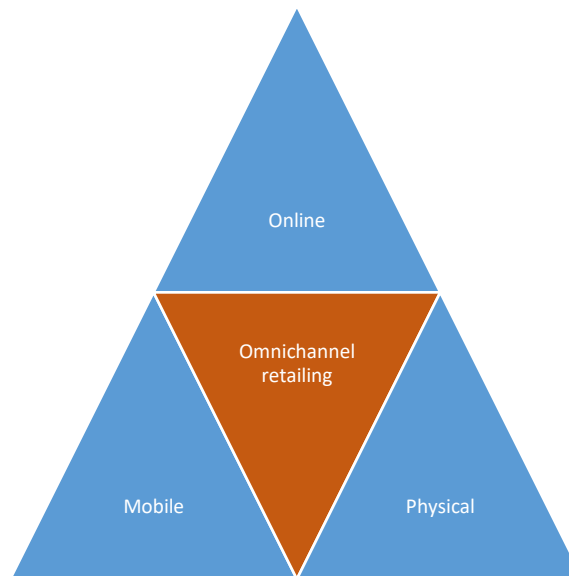 Online
Omnichannel
retailing
Mobile
Physical